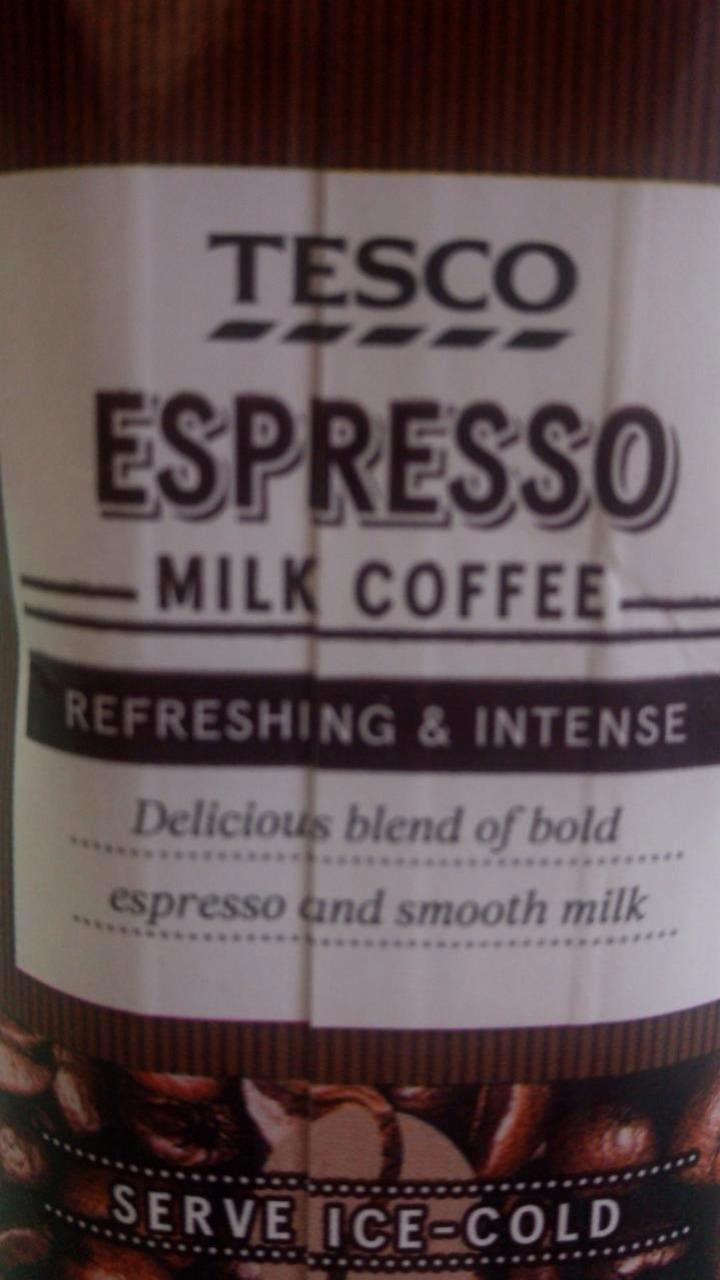 TESCO
ESPRESSO
MILK COFFEE
REFRESHING & INTENSE
Delicious blend of bold
espresso and smooth milk
SERVE ICE-COLD